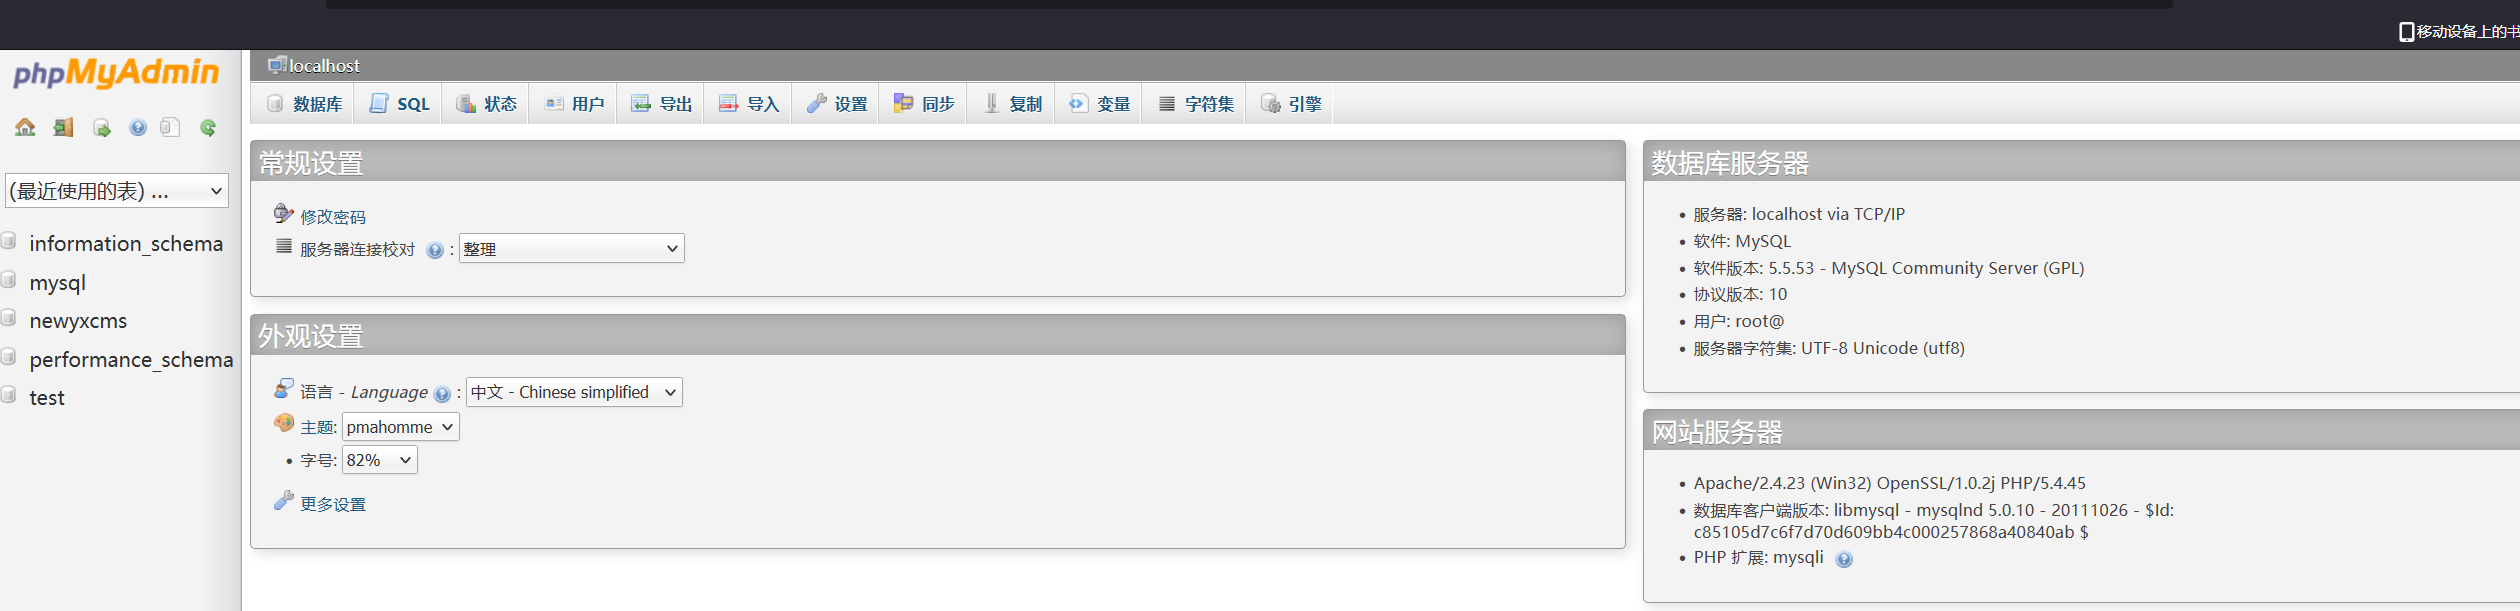 移动设备上的书
phpMyAdmin
(最近使用的表) ...
information_schema
mysql
newyxcms
performance_schema
test
localhost
数据库 SQL 状态 用户 导出 导入 设置 同步 复制 变量 字符集 引擎
常规设置
修改密码
服务器连接校对 : 整理
外观设置
语言 - Language : 中文 - Chinese simplified
主题: pmahomme
• 字号: 82%
更多设置
数据库服务器
• 服务器: localhost via TCP/IP
• 软件: MySQL
• 软件版本: 5.5.53 - MySQL Community Server (GPL)
• 协议版本: 10
• 用户: root@
• 服务器字符集: UTF-8 Unicode (utf8)
网站服务器
• Apache/2.4.23 (Win32) OpenSSL/1.0.2j PHP/5.4.45
• 数据库客户端版本: libmysql - mysqlnd 5.0.10 - 20111026 - $Id:
c85105d7c6f7d70d609bb4c000257868a40840ab $
• PHP 扩展: mysqli